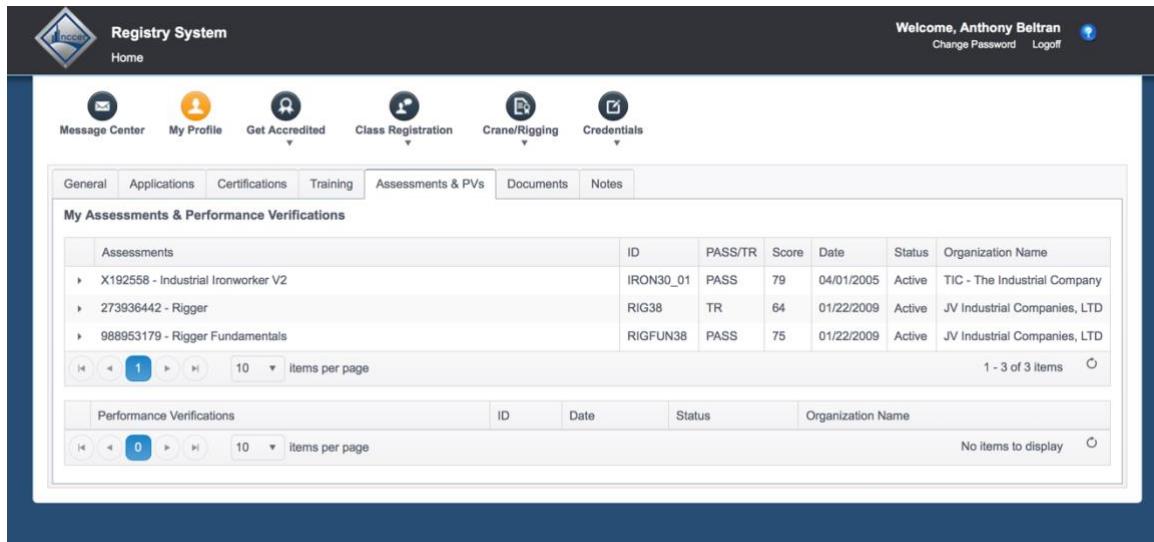 nccer
Registry System
Welcome, Anthony Beltran
Home
Change Password Logoff
Message Center My Profile Get Accredited Class Registration Crane/Rigging Credentials
General Applications Certifications Training Assessments & PVs Documents Notes
My Assessments & Performance Verifications
Assessments ID PASS/TR Score Date Status Organization Name
X192558 - Industrial Ironworker V2 IRON30_01 PASS 79 04/01/2005 Active TIC - The Industrial Company
273936442 - Rigger RIG38 TR 64 01/22/2009 Active JV Industrial Companies, LTD
988953179 - Rigger Fundamentals RIGFUN38 PASS 75 01/22/2009 Active JV Industrial Companies, LTD
1 10 items per page 1 - 3 of 3 items
Performance Verifications ID Date Status Organization Name
0 10 items per page No items to display